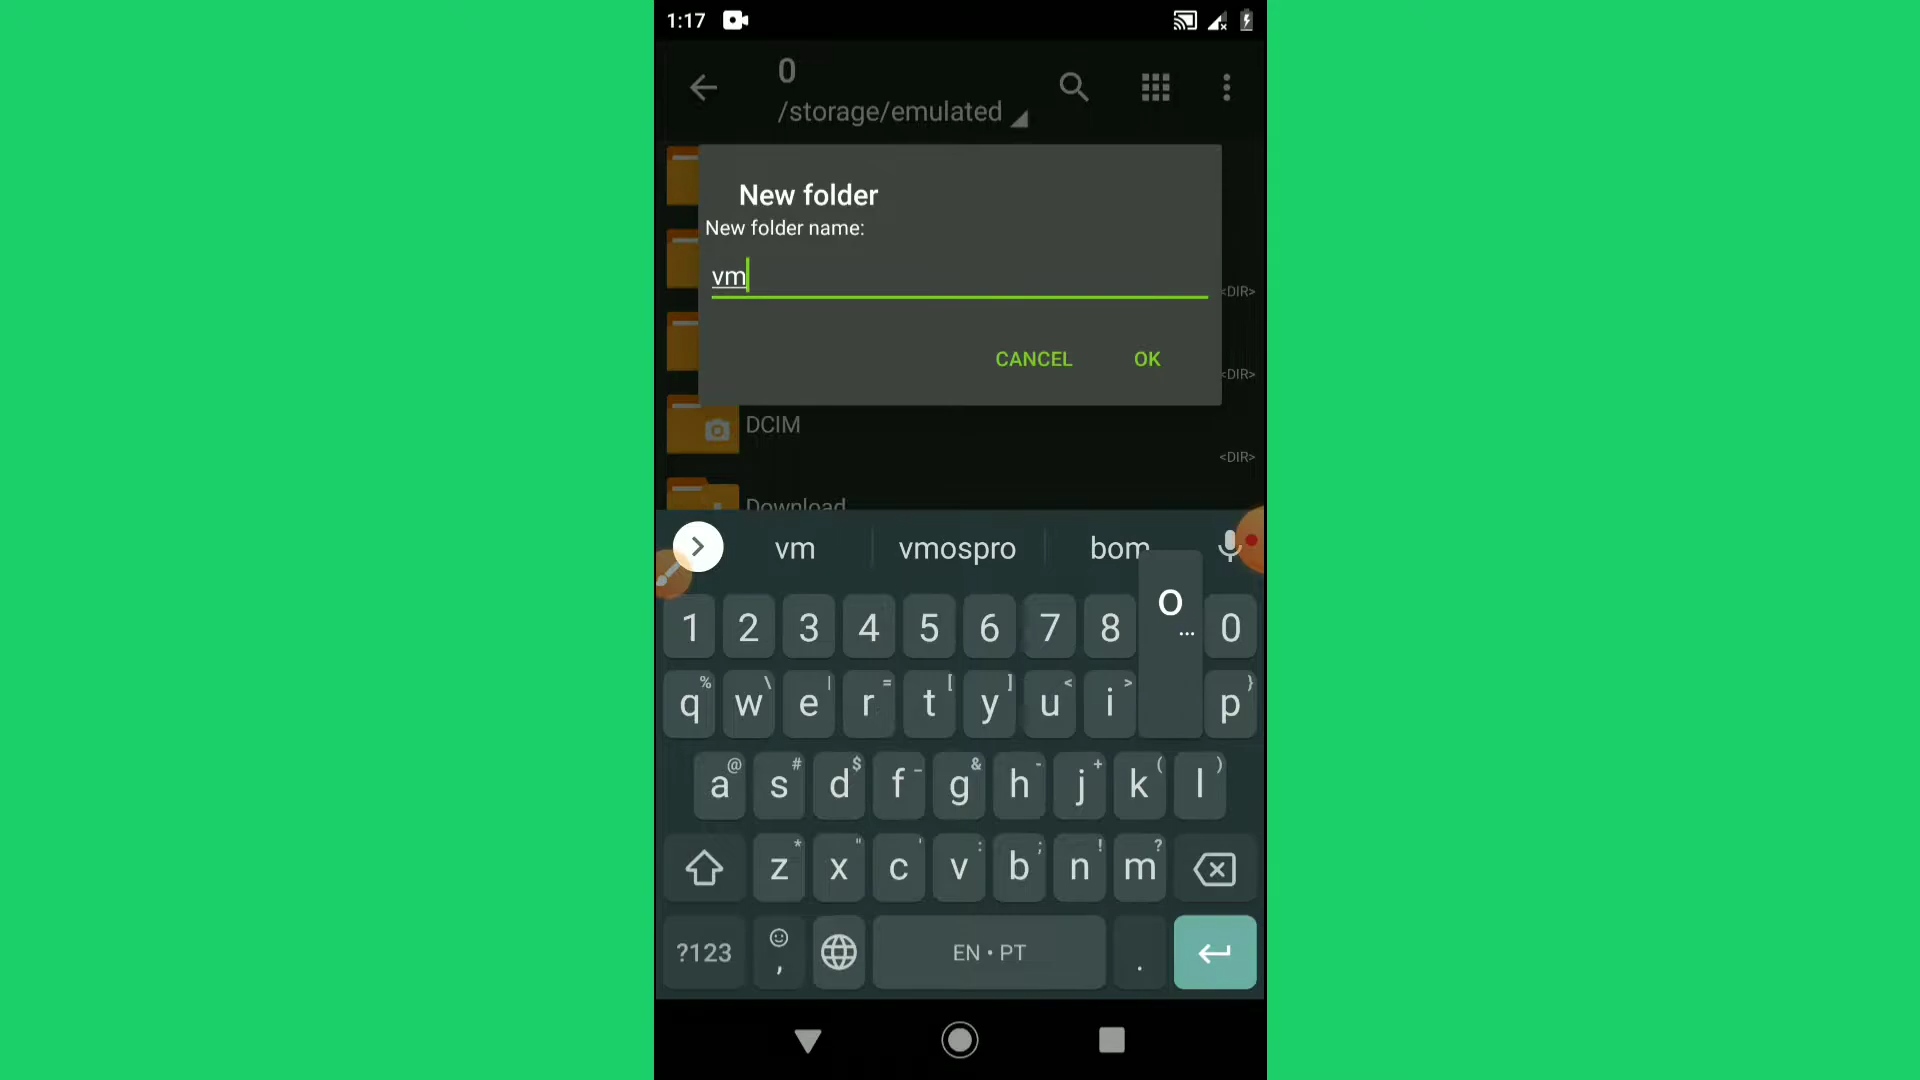 1:17
0
/storage/emulated
New folder
New folder name:
vm
<DIR>
CANCEL OK
<DIR>
DCIM
<DIR>
Download
vm vmospro bom
o
...
1 2 3 4 5 6 7 8 0
% \ | = [ ] < > }
q w e r t y u i p
@ # $ _ & - + ( )
a s d f g h j k l
* " ' : ; ! ?
z x c v b n m
?123 , EN • PT .